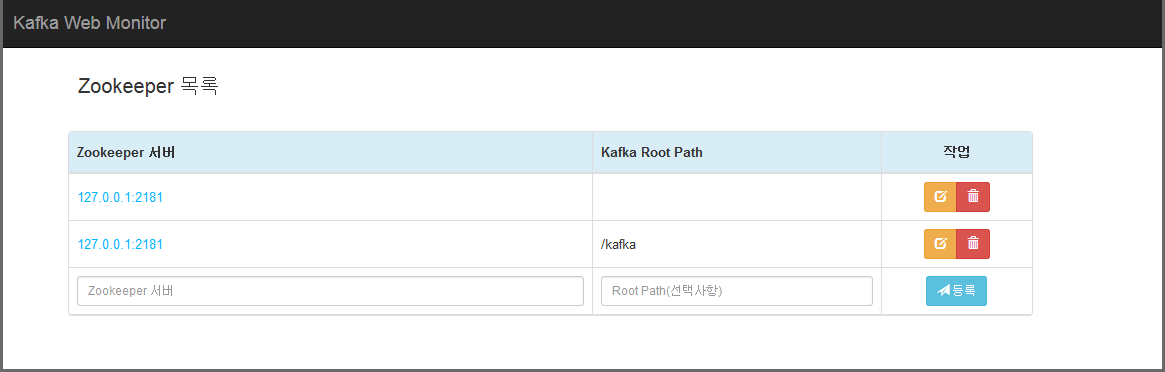 Kafka Web Monitor
Zookeeper 목록
Zookeeper 서버 Kafka Root Path 작업
127.0.0.1:2181
127.0.0.1:2181 /kafka
Zookeeper 서버 Root Path(선택사항) 등록